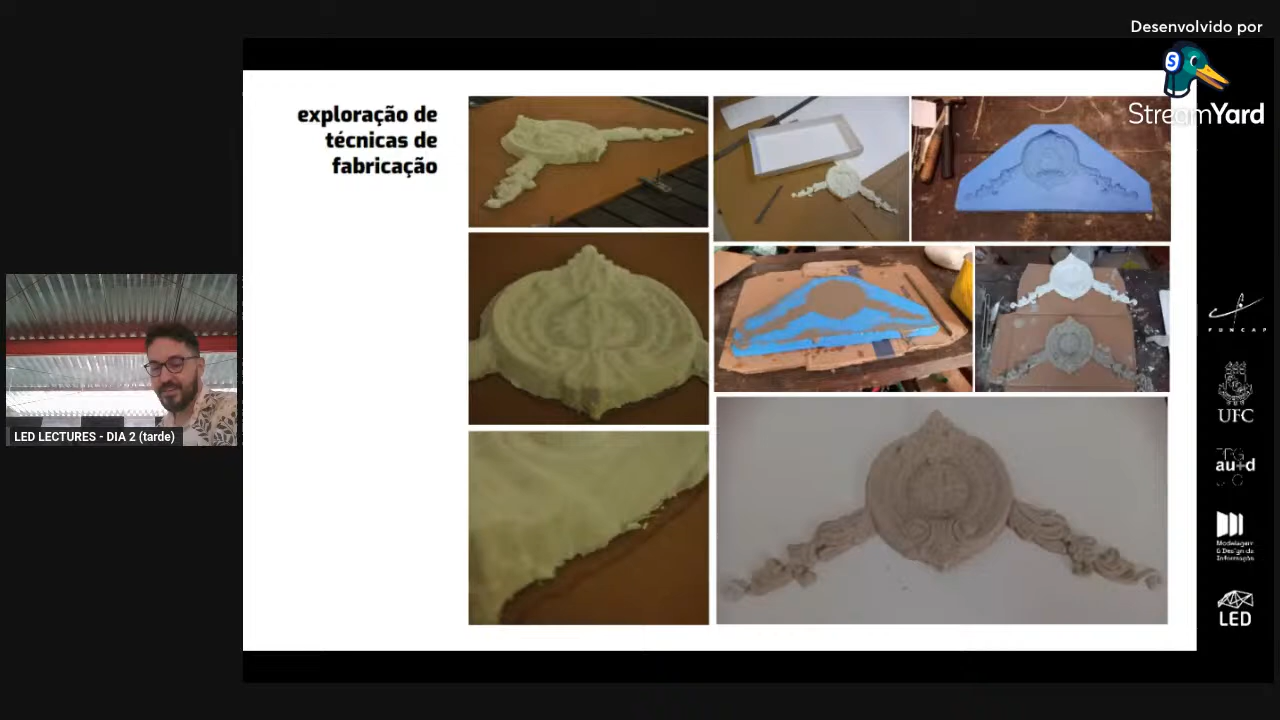 Desenvolvido por
StreamYard
exploração de
técnicas de
fabricação
LED LECTURES - DIA 2 (tarde)
FUNCAP
UFC
au+d
Modelagem
& Design da
Informação
LED